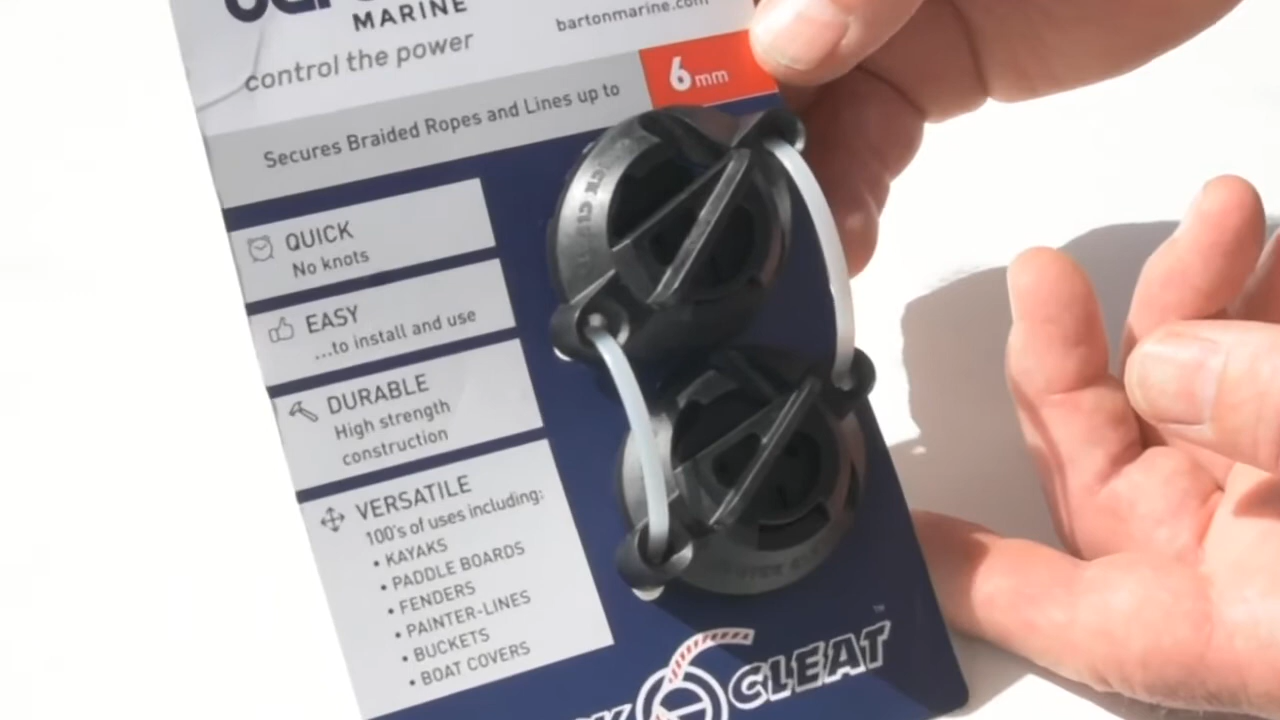 MARINE
control the power
bartonmarine.com
Secures Braided Ropes and Lines up to
6mm
QUICK
No knots
EASY
...to install and use
DURABLE
High strength
construction
VERSATILE
100's of uses including:
• KAYAKS
• PADDLE BOARDS
• FENDERS
• PAINTER-LINES
• BUCKETS
• BOAT COVERS
CLEAT™